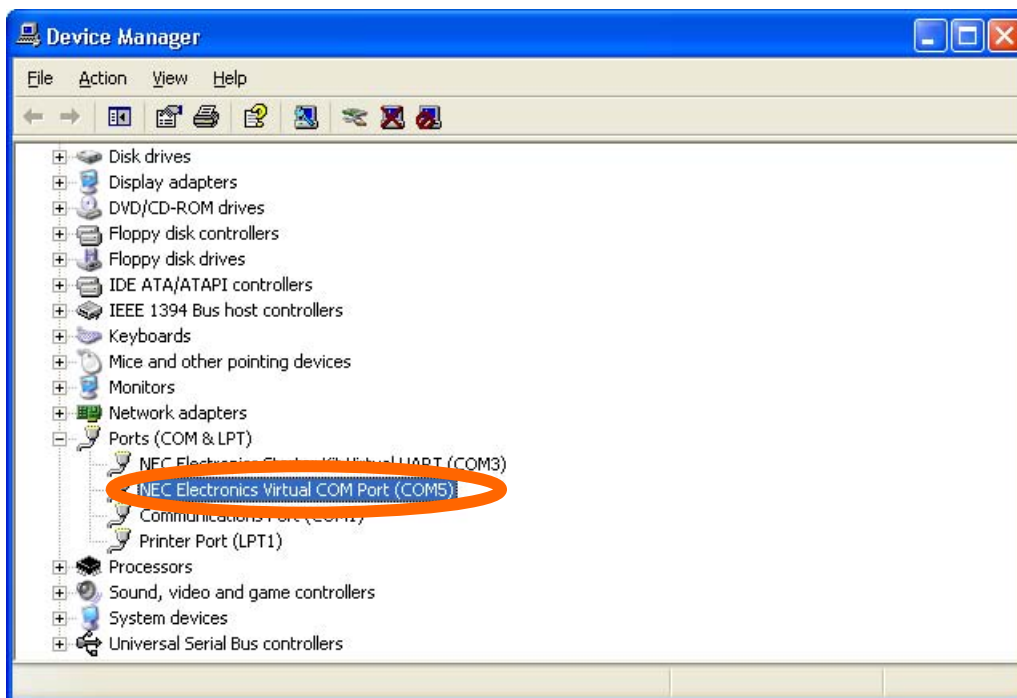 Device Manager
File Action View Help
Disk drives
Display adapters
DVD/CD-ROM drives
Floppy disk controllers
Floppy disk drives
IDE ATA/ATAPI controllers
IEEE 1394 Bus host controllers
Keyboards
Mice and other pointing devices
Monitors
Network adapters
Ports (COM & LPT)
NEC Electronics Starter Kit Virtual UART (COM3)
NEC Electronics Virtual COM Port (COM5)
Communications Port (COM1)
Printer Port (LPT1)
Processors
Sound, video and game controllers
System devices
Universal Serial Bus controllers